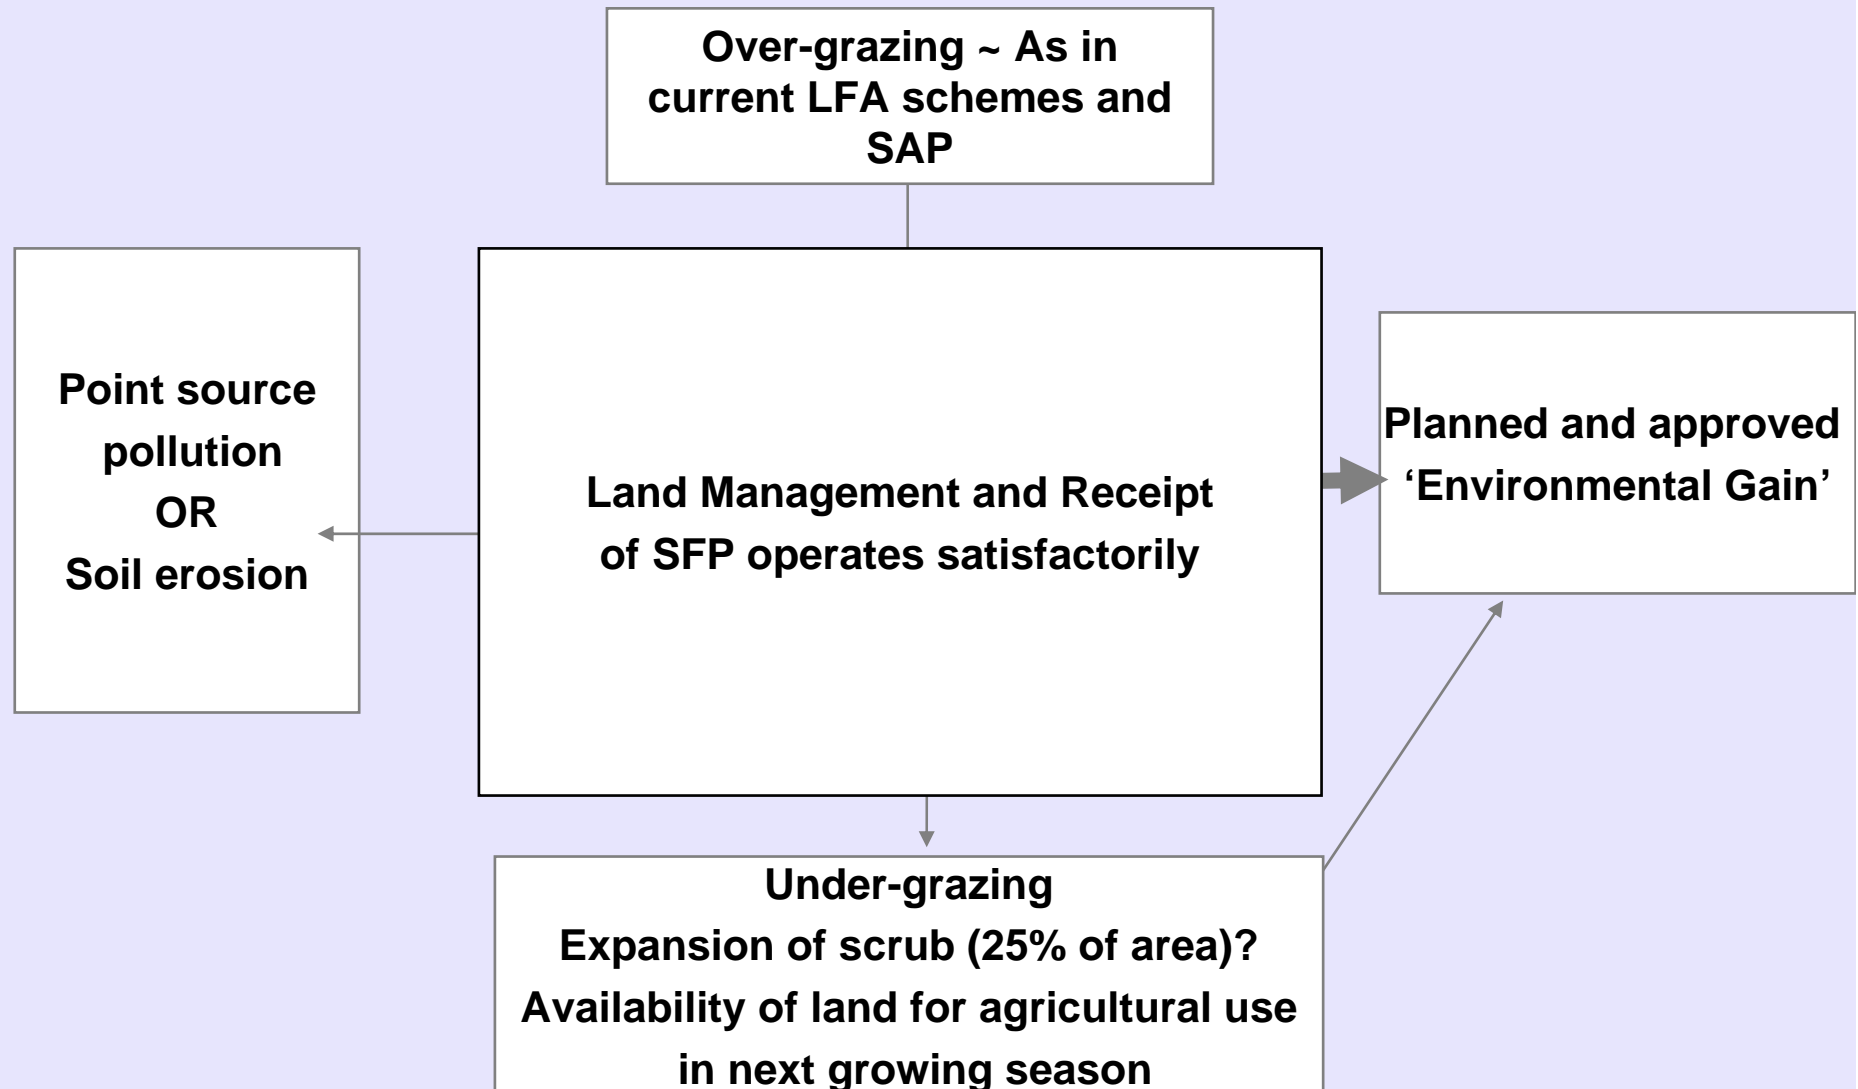 Over-grazing ~ As in
current LFA schemes and
SAP
Point source
pollution
OR
Soil erosion
Land Management and Receipt
of SFP operates satisfactorily
Planned and approved
‘Environmental Gain’
Under-grazing
Expansion of scrub (25% of area)?
Availability of land for agricultural use
in next growing season